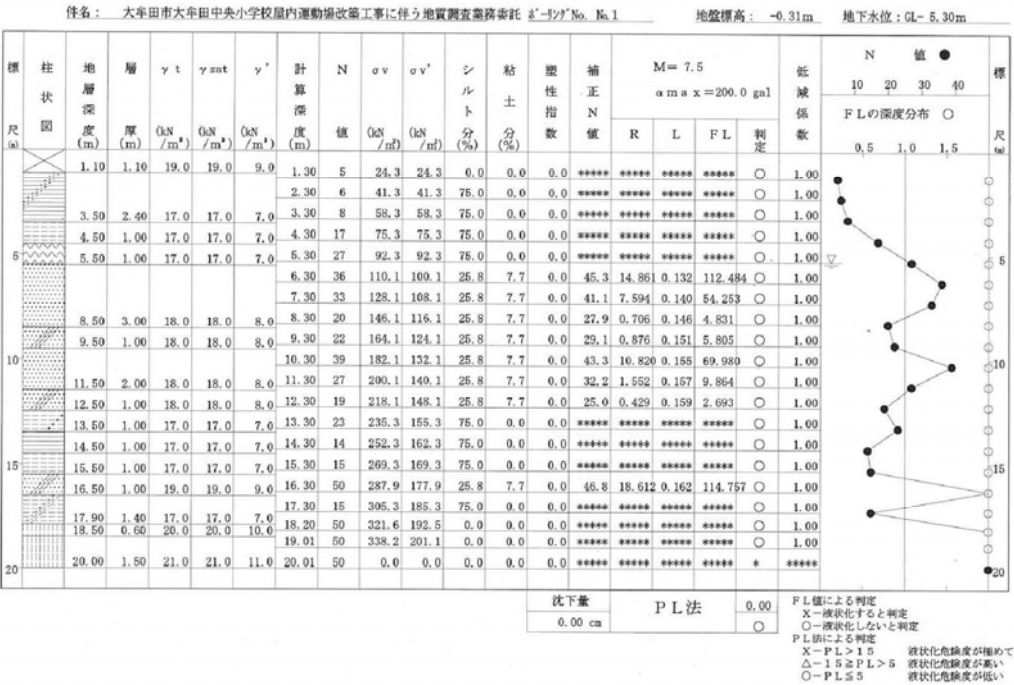 件名： 大牟田市大牟田中央小学校屋内運動場改築工事に伴う地質調査業務委託 ﾎﾞｰﾘﾝｸﾞNo. No.1 地盤標高： -0.31m 地下水位：GL- 5.30m
標尺(m) 柱状図 地層深度(m) 層厚(m) γt(kN/m³) γsat(kN/m³) γ'(kN/m³) 計算深度(m) N値 σv(kN/㎡) σv'(kN/㎡) シルト分(%) 粘土分(%) 塑性指数 補正N値 M= 7.5 αmax=200.0 gal R L FL 判定 低減係数 N 値 ● 標尺(m)
10 20 36 40
FLの深度分布 ○
0.5 1.0 1.5
1.10 1.10 19.0 19.0 9.0 1.30 5 24.3 24.3 0.0 0.0 0.0 ***** ***** ***** ***** ○ 1.00
2.30 6 41.3 41.3 75.0 0.0 0.0 ***** ***** ***** ***** ○ 1.00
3.50 2.40 17.0 17.0 7.0 3.30 8 58.3 58.3 75.0 0.0 0.0 ***** ***** ***** ***** ○ 1.00
4.50 1.00 17.0 17.0 7.0 4.30 17 75.3 75.3 75.0 0.0 0.0 ***** ***** ***** ***** ○ 1.00
5 5.50 1.00 17.0 17.0 7.0 5.30 27 92.3 92.3 75.0 0.0 0.0 ***** ***** ***** ***** ○ 1.00 5
6.30 36 110.1 100.1 25.8 7.7 0.0 45.3 14.861 0.132 112.484 ○ 1.00
7.30 33 128.1 108.1 25.8 7.7 0.0 41.1 7.594 0.140 54.253 ○ 1.00
8.50 3.00 18.0 18.0 8.0 8.30 20 146.1 116.1 25.8 7.7 0.0 27.9 0.706 0.146 4.831 ○ 1.00
9.50 1.00 18.0 18.0 8.0 9.30 22 164.1 124.1 25.8 7.7 0.0 29.1 0.876 0.151 5.805 ○ 1.00
10 10.30 39 182.1 132.1 25.8 7.7 0.0 43.3 10.820 0.155 69.980 ○ 1.00 10
11.50 2.00 18.0 18.0 8.0 11.30 27 200.1 140.1 25.8 7.7 0.0 32.2 1.552 0.157 9.864 ○ 1.00
12.50 1.00 18.0 18.0 8.0 12.30 19 218.1 148.1 25.8 7.7 0.0 25.0 0.429 0.159 2.693 ○ 1.00
13.50 1.00 17.0 17.0 7.0 13.30 23 235.3 155.3 75.0 0.0 0.0 ***** ***** ***** ***** ○ 1.00
14.50 1.00 17.0 17.0 7.0 14.30 14 252.3 162.3 75.0 0.0 0.0 ***** ***** ***** ***** ○ 1.00
15 15.50 1.00 17.0 17.0 7.0 15.30 15 269.3 169.3 75.0 0.0 0.0 ***** ***** ***** ***** ○ 1.00 15
16.50 1.00 19.0 19.0 9.0 16.30 50 287.9 177.9 25.8 7.7 0.0 46.8 18.612 0.162 114.757 ○ 1.00
17.90 1.40 17.0 17.0 7.0 17.30 15 305.3 185.3 75.0 0.0 0.0 ***** ***** ***** ***** ○ 1.00
18.50 0.60 20.0 20.0 10.0 18.20 50 321.6 192.5 0.0 0.0 0.0 ***** ***** ***** ***** ○ 1.00
19.01 50 338.2 201.1 0.0 0.0 0.0 ***** ***** ***** ***** ○ 1.00
20 20.00 1.50 21.0 21.0 11.0 20.01 50 0.0 0.0 0.0 0.0 0.0 ***** ***** ***** ***** * ***** 20
沈下量 PL法 0.00
0.00 cm ○
FL値による判定
X－液状化すると判定
○－液状化しないと判定
PL法による判定
X－PL＞15 液状化危険度が極めて
△－15≧PL＞5 液状化危険度が高い
○－PL≦5 液状化危険度が低い